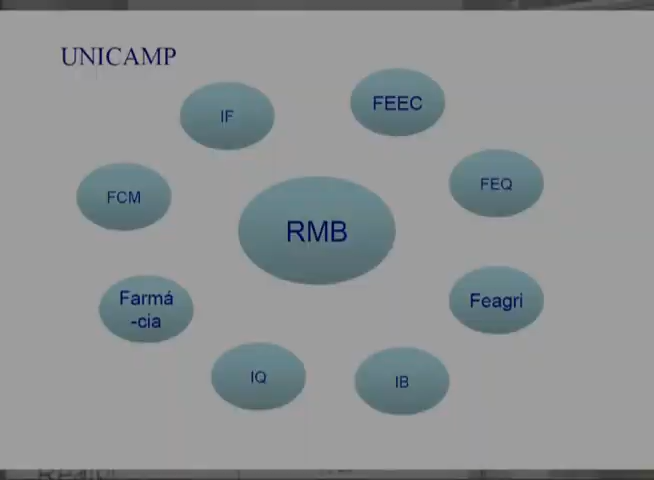 UNICAMP
IF
FEEC
FCM
FEQ
RMB
Farmá
-cia
Feagri
IQ
IB